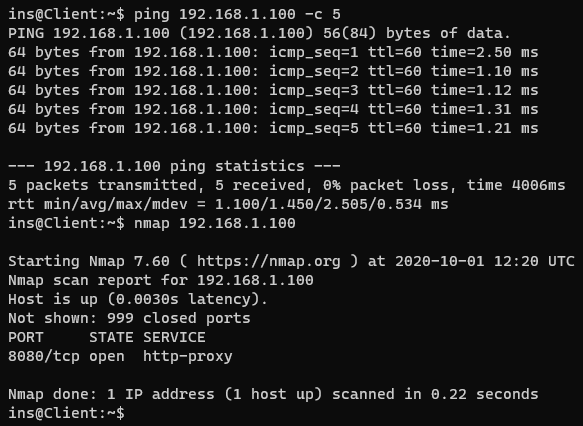 ins@Client:~$ ping 192.168.1.100 -c 5
PING 192.168.1.100 (192.168.1.100) 56(84) bytes of data.
64 bytes from 192.168.1.100: icmp_seq=1 ttl=60 time=2.50 ms
64 bytes from 192.168.1.100: icmp_seq=2 ttl=60 time=1.10 ms
64 bytes from 192.168.1.100: icmp_seq=3 ttl=60 time=1.12 ms
64 bytes from 192.168.1.100: icmp_seq=4 ttl=60 time=1.31 ms
64 bytes from 192.168.1.100: icmp_seq=5 ttl=60 time=1.21 ms

--- 192.168.1.100 ping statistics ---
5 packets transmitted, 5 received, 0% packet loss, time 4006ms
rtt min/avg/max/mdev = 1.100/1.450/2.505/0.534 ms
ins@Client:~$ nmap 192.168.1.100

Starting Nmap 7.60 ( https://nmap.org ) at 2020-10-01 12:20 UTC
Nmap scan report for 192.168.1.100
Host is up (0.0030s latency).
Not shown: 999 closed ports
PORT     STATE SERVICE
8080/tcp open  http-proxy

Nmap done: 1 IP address (1 host up) scanned in 0.22 seconds
ins@Client:~$